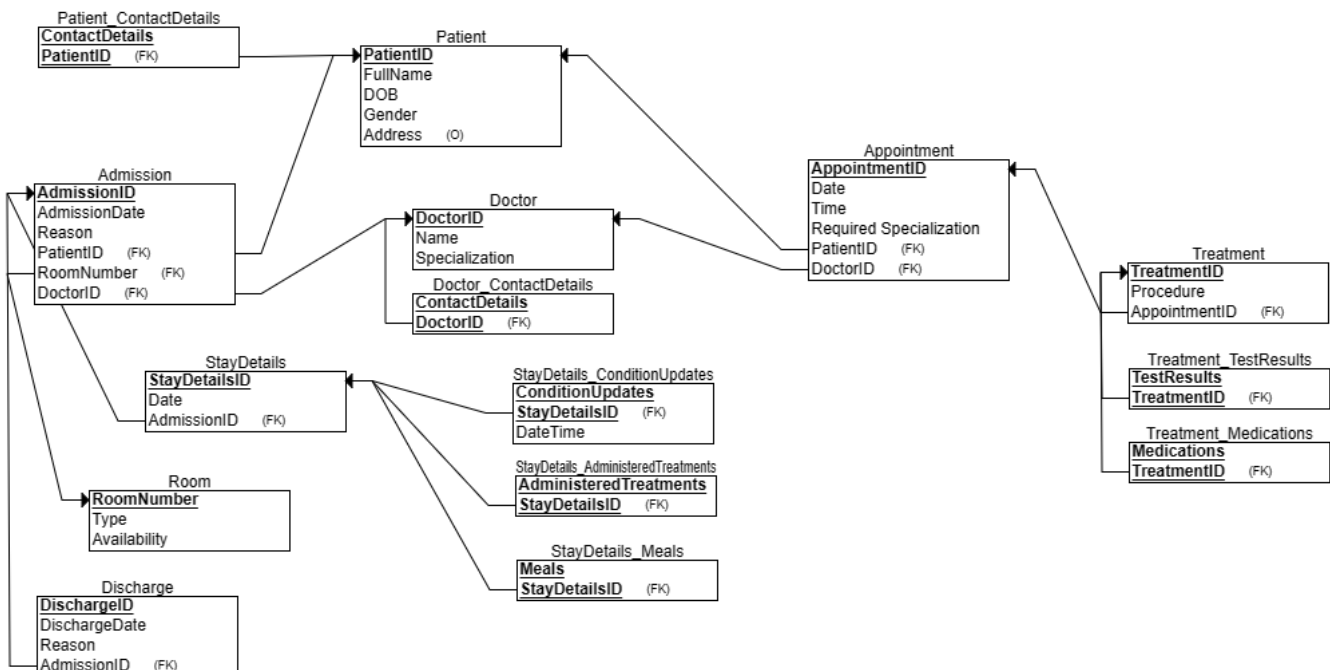 Patient_ContactDetails
ContactDetails
PatientID (FK)
Patient
PatientID
FullName
DOB
Gender
Address (O)
Appointment
AppointmentID
Date
Time
Required Specialization
PatientID (FK)
DoctorID (FK)
Admission
AdmissionID
AdmissionDate
Reason
PatientID (FK)
RoomNumber (FK)
DoctorID (FK)
Doctor
DoctorID
Name
Specialization
Doctor_ContactDetails
ContactDetails
DoctorID (FK)
Treatment
TreatmentID
Procedure
AppointmentID (FK)
Treatment_TestResults
TestResults
TreatmentID (FK)
Treatment_Medications
Medications
TreatmentID (FK)
StayDetails
StayDetailsID
Date
AdmissionID (FK)
StayDetails_ConditionUpdates
ConditionUpdates
StayDetailsID (FK)
DateTime
StayDetails_AdministeredTreatments
AdministeredTreatments
StayDetailsID (FK)
Room
RoomNumber
Type
Availability
StayDetails_Meals
Meals
StayDetailsID (FK)
Discharge
DischargeID
DischargeDate
Reason
AdmissionID (FK)